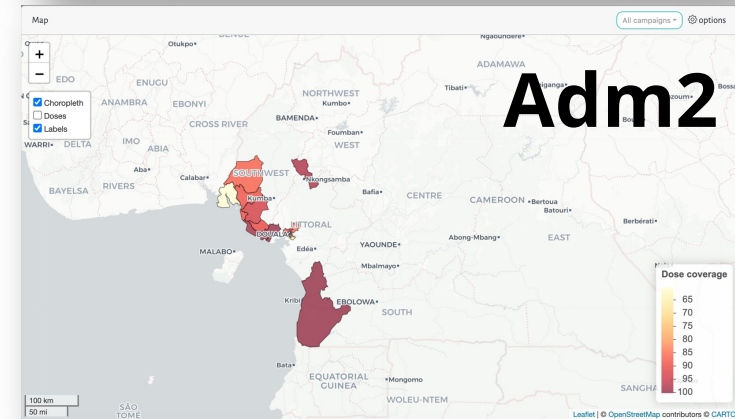 Map
All campaigns
options
BENUE
Otukpo
Ngaoundere
+
−
EDO
ENUGU
ADAMAWA
Adm2
Tibati
Choropleth
Doses
Labels
ANAMBRA
EBONYI
NORTHWEST
Kumbo
CROSS RIVER
BAMENDA
Foumban
WARRI
DELTA
IMO
ABIA
WEST
Aba
Calabar
SOUTHWEST
Nkongsamba
BAYELSA
RIVERS
Kumba
Bafia
CENTRE
CAMEROON
Bertoua
Batouri
Berbérati
LITTORAL
DOUALA
MALABO
Edéa
YAOUNDE
Abong-Mbang
EAST
Mbalmayo
Dose coverage
65
70
75
80
85
90
95
100
Kribi
EBOLOWA
SOUTH
Bata
EQUATORIAL
GUINEA
Mongomo
WOLEU-NTEM
SANGHA
100 km
50 mi
SÃO
TOMÉ
Leaflet | © OpenStreetMap contributors © CARTO